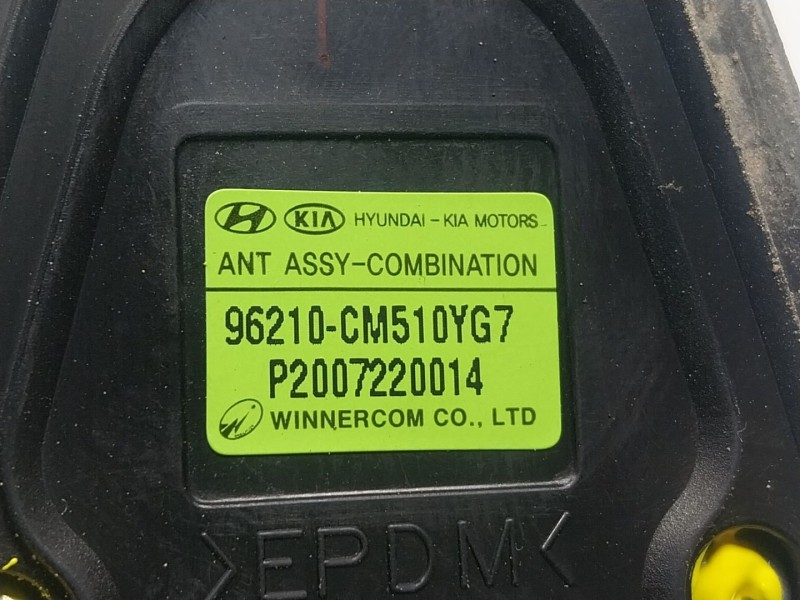 KIA HYUNDAI - KIA MOTORS
ANT ASSY-COMBINATION
96210-CM510YG7
P2007220014
WINNERCOM CO., LTD
>EPDM<